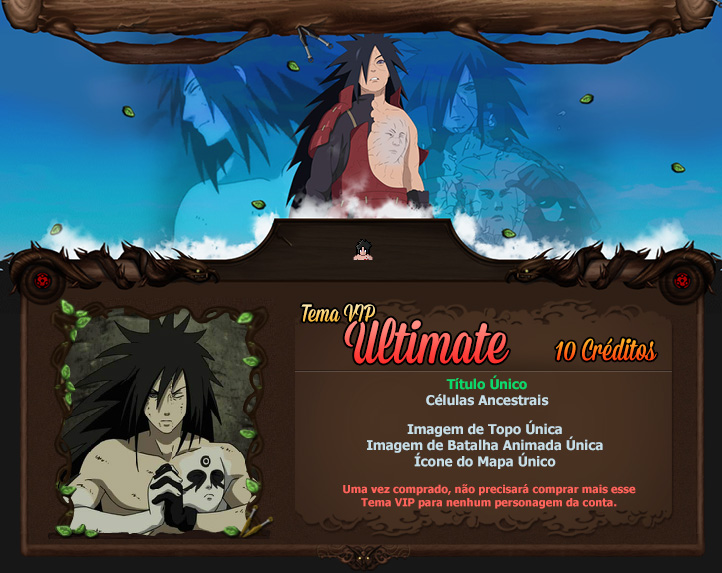 Tema VIP
Ultimate
10 Créditos
Título Único
Células Ancestrais
Imagem de Topo Única
Imagem de Batalha Animada Única
Ícone do Mapa Único
Uma vez comprado, não precisará comprar mais esse
Tema VIP para nenhum personagem da conta.